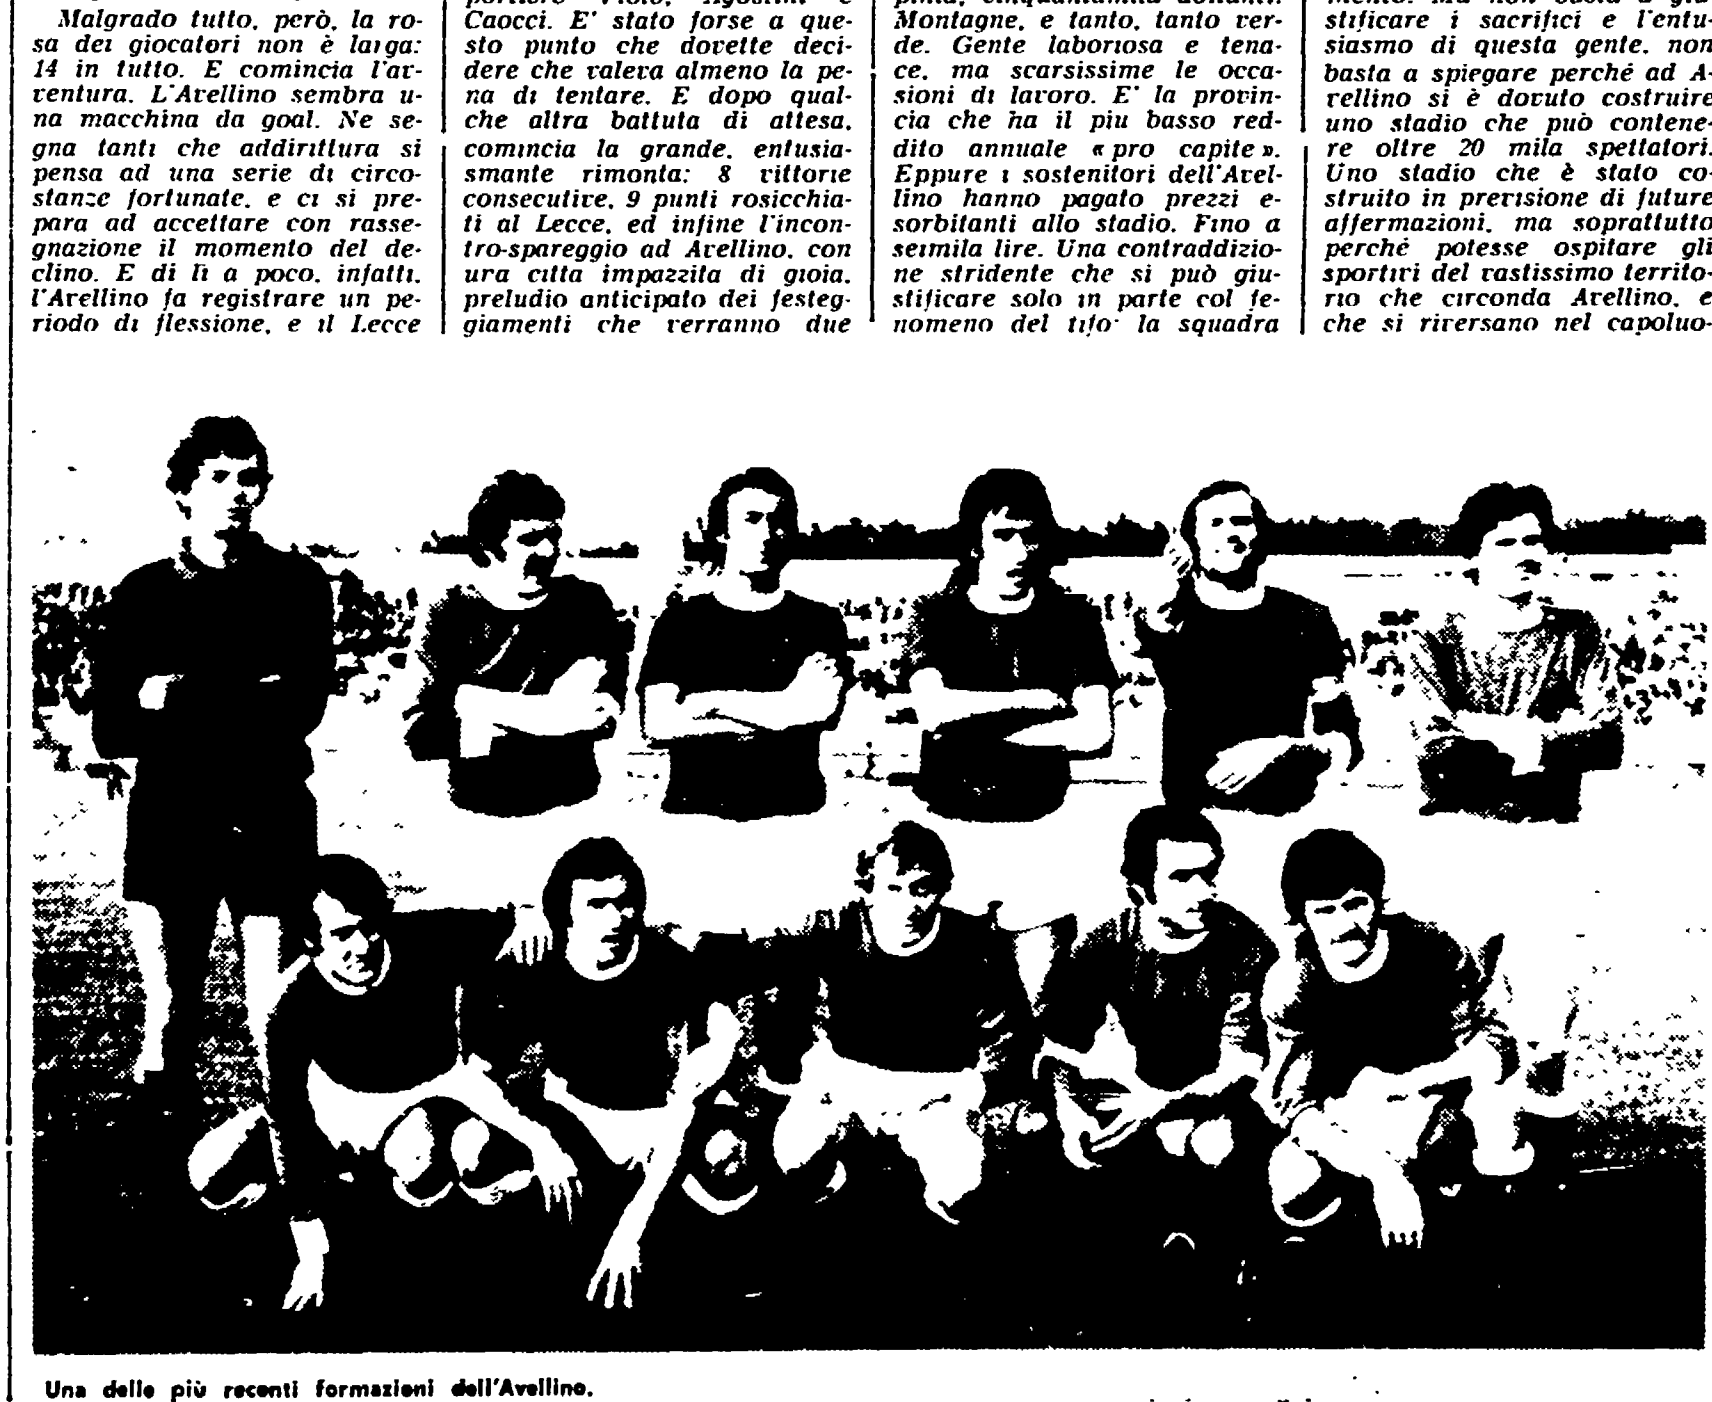 Malgrado tutto, però, la ro-
sa dei giocatori non è larga:
14 in tutto. E comincia l'av-
ventura. L'Avellino sembra u-
na macchina da goal. Ne se-
gna tanti che addirittura si
pensa ad una serie di circo-
stanze fortunate, e ci si pre-
para ad accettare con rasse-
gnazione il momento del de-
clino. E di lì a poco, infatti,
l'Avellino fa registrare un pe-
riodo di flessione, e il Lecce
Caocci. E' stato forse a que-
sto punto che dovette deci-
dere che valeva almeno la pe-
na di tentare. E dopo qual-
che altra battuta di attesa,
comincia la grande, entusia-
smante rimonta: 8 vittorie
consecutive, 9 punti rosicchia-
ti al Lecce, ed infine l'incon-
tro-spareggio ad Avellino, con
ura citta impazzita di gioia,
preludio anticipato dei festeg-
giamenti che verranno due
Montagne, e tanto, tanto ver-
de. Gente laboriosa e tena-
ce, ma scarsissime le occa-
sioni di lavoro. E' la provin-
cia che ha il piu basso red-
dito annuale « pro capite ».
Eppure i sostenitori dell'Avel-
lino hanno pagato prezzi e-
sorbitanti allo stadio. Fino a
seimila lire. Una contraddizio-
ne stridente che si può giu-
stificare solo in parte col fe-
nomeno del tifo: la squadra
stificare i sacrifici e l'entu-
siasmo di questa gente, non
basta a spiegare perché ad A-
vellino si è dovuto costruire
uno stadio che può contene-
re oltre 20 mila spettatori.
Uno stadio che è stato co-
struito in previsione di future
affermazioni, ma soprattutto
perché potesse ospitare gli
sportivi del vastissimo territo-
rio che circonda Avellino, e
che si riversano nel capoluo-
Una delle più recenti formazioni dell'Avellino.